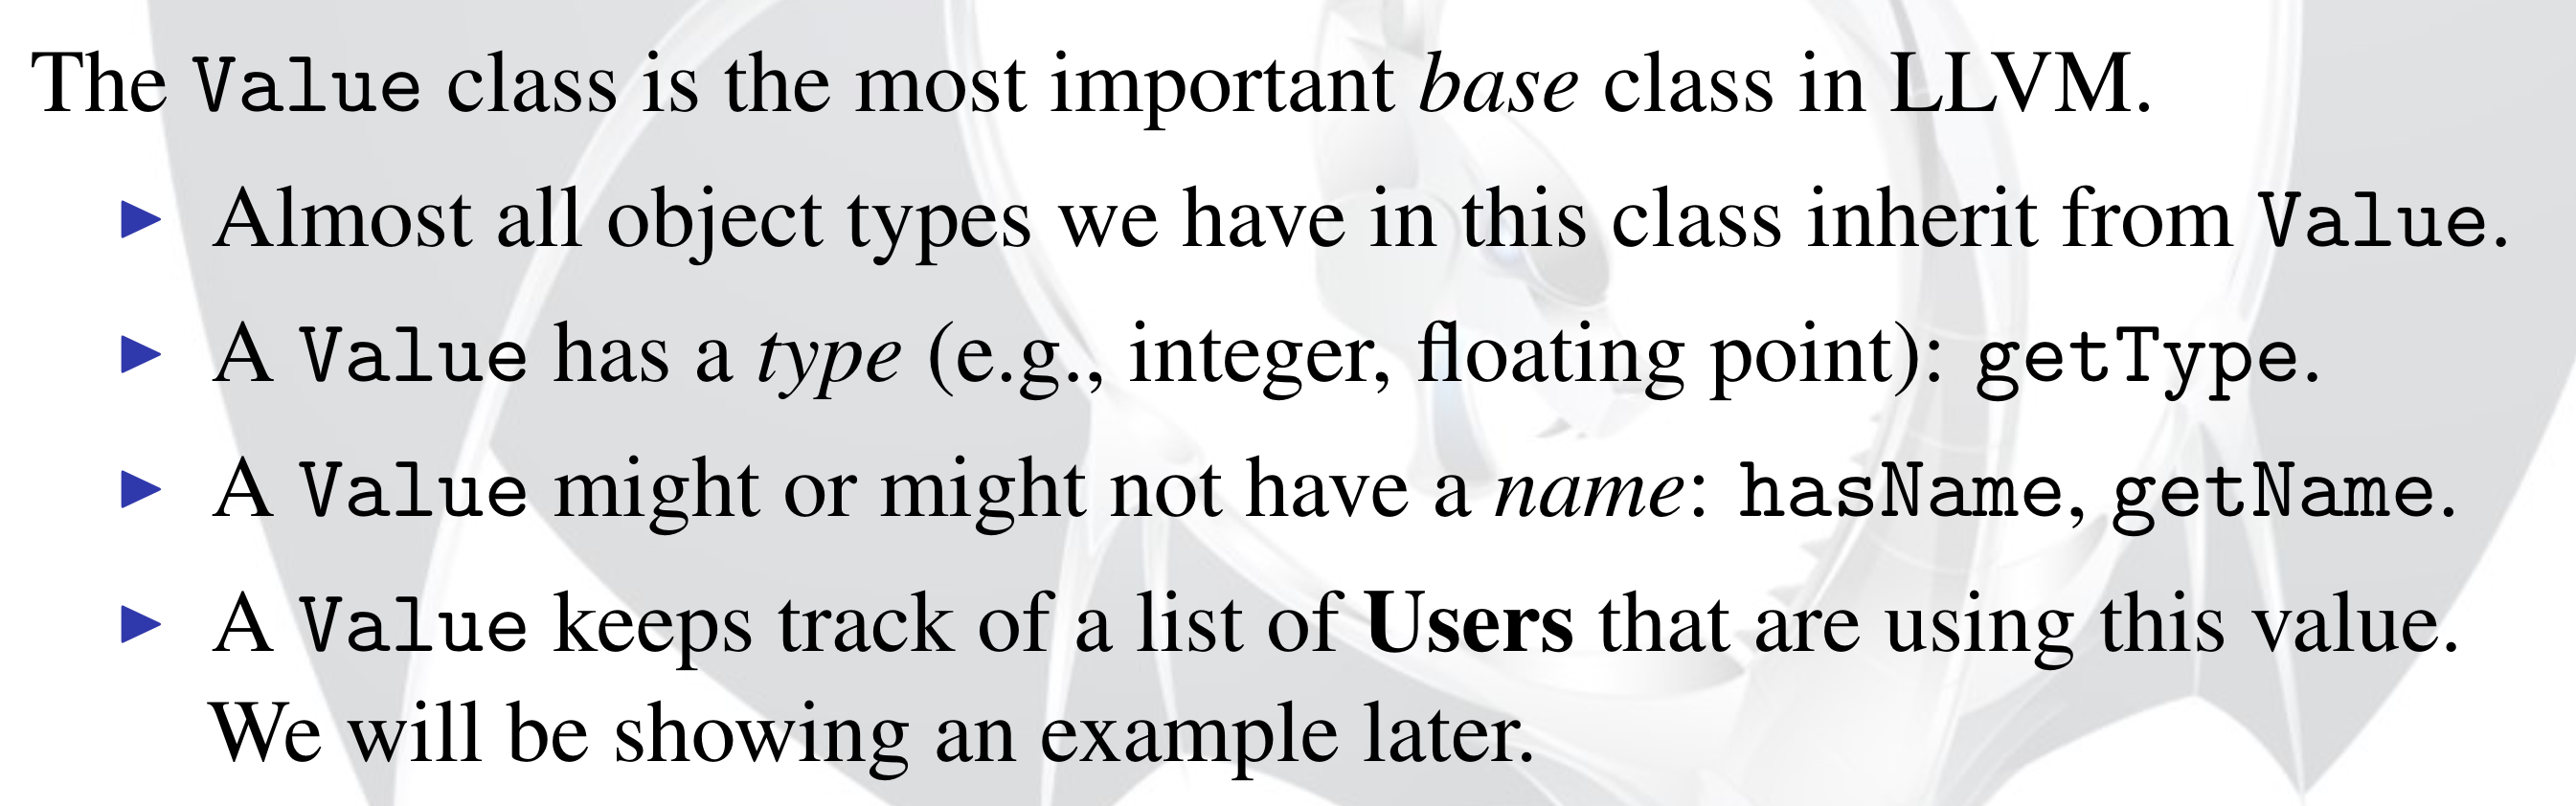 The Value class is the most important base class in LLVM.
Almost all object types we have in this class inherit from Value.
A Value has a type (e.g., integer, floating point): getType.
A Value might or might not have a name: hasName, getName.
A Value keeps track of a list of Users that are using this value.
We will be showing an example later.